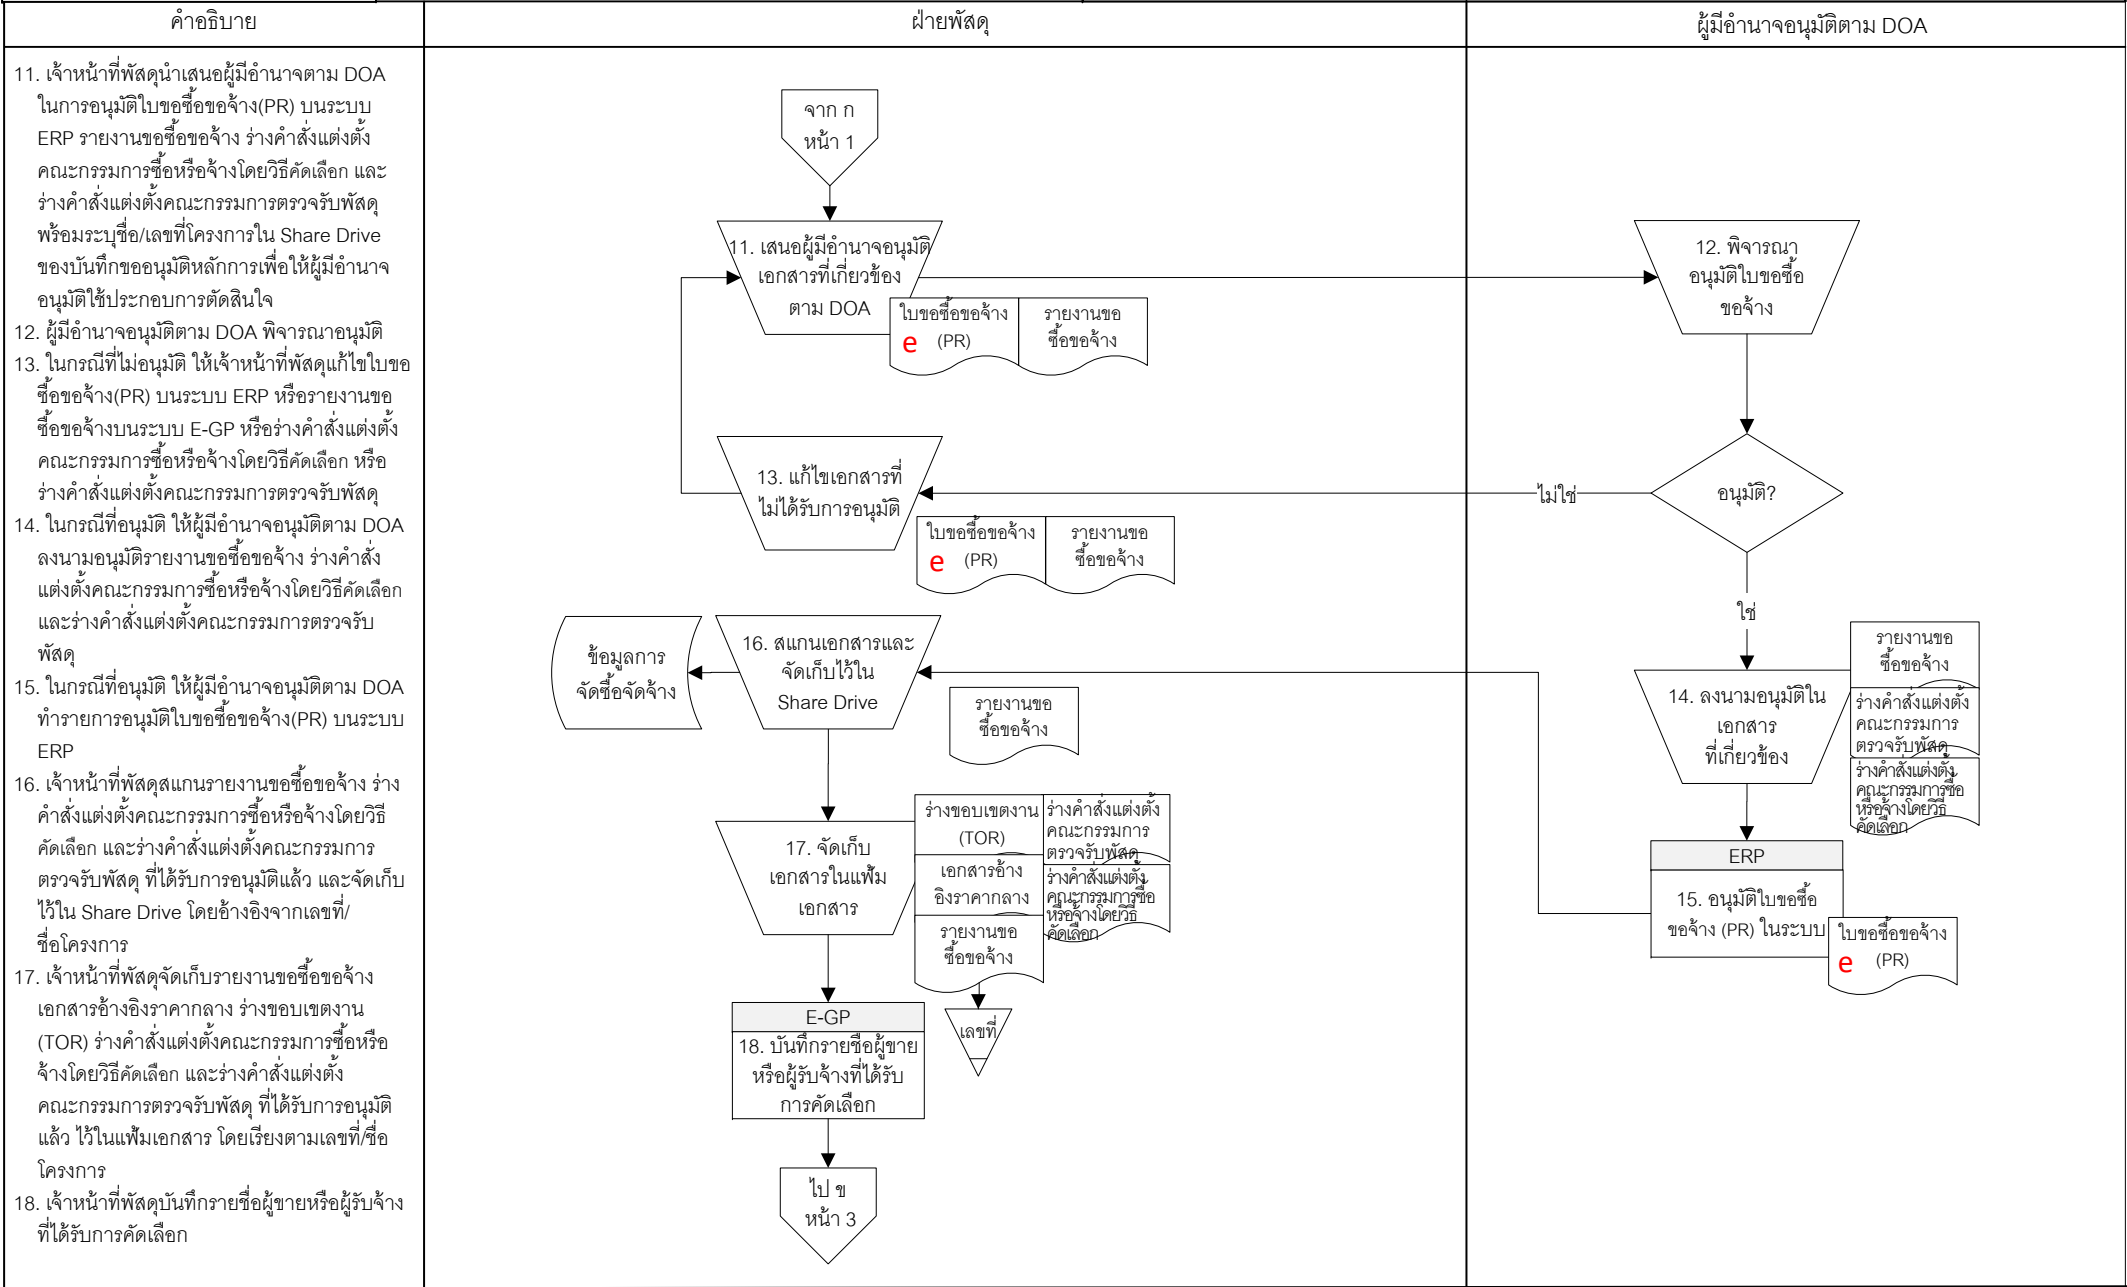 คำอธิบาย
ฝ่ายพัสดุ
ผู้มีอำนาจอนุมัติตาม DOA
11. เจ้าหน้าที่พัสดุนำเสนอผู้มีอำนาจตาม DOA
ในการอนุมัติใบขอซื้อขอจ้าง(PR) บนระบบ
ERP รายงานขอซื้อขอจ้าง ร่างคำสั่งแต่งตั้ง
คณะกรรมการซื้อหรือจ้างโดยวิธีคัดเลือก และ
ร่างคำสั่งแต่งตั้งคณะกรรมการตรวจรับพัสดุ
พร้อมระบุชื่อ/เลขที่โครงการใน Share Drive
ของบันทึกขออนุมัติหลักการเพื่อให้ผู้มีอำนาจ
อนุมัติใช้ประกอบการตัดสินใจ
12. ผู้มีอำนาจอนุมัติตาม DOA พิจารณาอนุมัติ
13. ในกรณีที่ไม่อนุมัติ ให้เจ้าหน้าที่พัสดุแก้ไขใบขอ
ซื้อขอจ้าง(PR) บนระบบ ERP หรือรายงานขอ
ซื้อขอจ้างบนระบบ E-GP หรือร่างคำสั่งแต่งตั้ง
คณะกรรมการซื้อหรือจ้างโดยวิธีคัดเลือก หรือ
ร่างคำสั่งแต่งตั้งคณะกรรมการตรวจรับพัสดุ
14. ในกรณีที่อนุมัติ ให้ผู้มีอำนาจอนุมัติตาม DOA
ลงนามอนุมัติรายงานขอซื้อขอจ้าง ร่างคำสั่ง
แต่งตั้งคณะกรรมการซื้อหรือจ้างโดยวิธีคัดเลือก
และร่างคำสั่งแต่งตั้งคณะกรรมการตรวจรับ
พัสดุ
15. ในกรณีที่อนุมัติ ให้ผู้มีอำนาจอนุมัติตาม DOA
ทำรายการอนุมัติใบขอซื้อขอจ้าง(PR) บนระบบ
ERP
16. เจ้าหน้าที่พัสดุสแกนรายงานขอซื้อขอจ้าง ร่าง
คำสั่งแต่งตั้งคณะกรรมการซื้อหรือจ้างโดยวิธี
คัดเลือก และร่างคำสั่งแต่งตั้งคณะกรรมการ
ตรวจรับพัสดุ ที่ได้รับการอนุมัติแล้ว และจัดเก็บ
ไว้ใน Share Drive โดยอ้างอิงจากเลขที่/
ชื่อโครงการ
17. เจ้าหน้าที่พัสดุจัดเก็บรายงานขอซื้อขอจ้าง
เอกสารอ้างอิงราคากลาง ร่างขอบเขตงาน
(TOR) ร่างคำสั่งแต่งตั้งคณะกรรมการซื้อหรือ
จ้างโดยวิธีคัดเลือก และร่างคำสั่งแต่งตั้ง
คณะกรรมการตรวจรับพัสดุ ที่ได้รับการอนุมัติ
แล้ว ไว้ในแฟ้มเอกสาร โดยเรียงตามเลขที่/ชื่อ
โครงการ
18. เจ้าหน้าที่พัสดุบันทึกรายชื่อผู้ขายหรือผู้รับจ้าง
ที่ได้รับการคัดเลือก
จาก ก
หน้า 1
11. เสนอผู้มีอำนาจอนุมัติ
เอกสารที่เกี่ยวข้อง
ตาม DOA
ใบขอซื้อขอจ้าง
e (PR)
รายงานขอ
ซื้อขอจ้าง
12. พิจารณา
อนุมัติใบขอซื้อ
ขอจ้าง
13. แก้ไขเอกสารที่
ไม่ได้รับการอนุมัติ
ใบขอซื้อขอจ้าง
e (PR)
รายงานขอ
ซื้อขอจ้าง
ไม่ใช่
อนุมัติ?
ใช่
ข้อมูลการ
จัดซื้อจัดจ้าง
16. สแกนเอกสารและ
จัดเก็บไว้ใน
Share Drive
รายงานขอ
ซื้อขอจ้าง
14. ลงนามอนุมัติใน
เอกสาร
ที่เกี่ยวข้อง
รายงานขอ
ซื้อขอจ้าง
ร่างคำสั่งแต่งตั้ง
คณะกรรมการ
ตรวจรับพัสดุ
ร่างคำสั่งแต่งตั้ง
คณะกรรมการซื้อ
หรือจ้างโดยวิธี
คัดเลือก
17. จัดเก็บ
เอกสารในแฟ้ม
เอกสาร
ร่างขอบเขตงาน
(TOR)
เอกสารอ้าง
อิงราคากลาง
รายงานขอ
ซื้อขอจ้าง
ร่างคำสั่งแต่งตั้ง
คณะกรรมการ
ตรวจรับพัสดุ
ร่างคำสั่งแต่งตั้ง
คณะกรรมการซื้อ
หรือจ้างโดยวิธี
คัดเลือก
เลขที่
ERP
15. อนุมัติใบขอซื้อ
ขอจ้าง (PR) ในระบบ
ใบขอซื้อขอจ้าง
e (PR)
E-GP
18. บันทึกรายชื่อผู้ขาย
หรือผู้รับจ้างที่ได้รับ
การคัดเลือก
ไป ข
หน้า 3